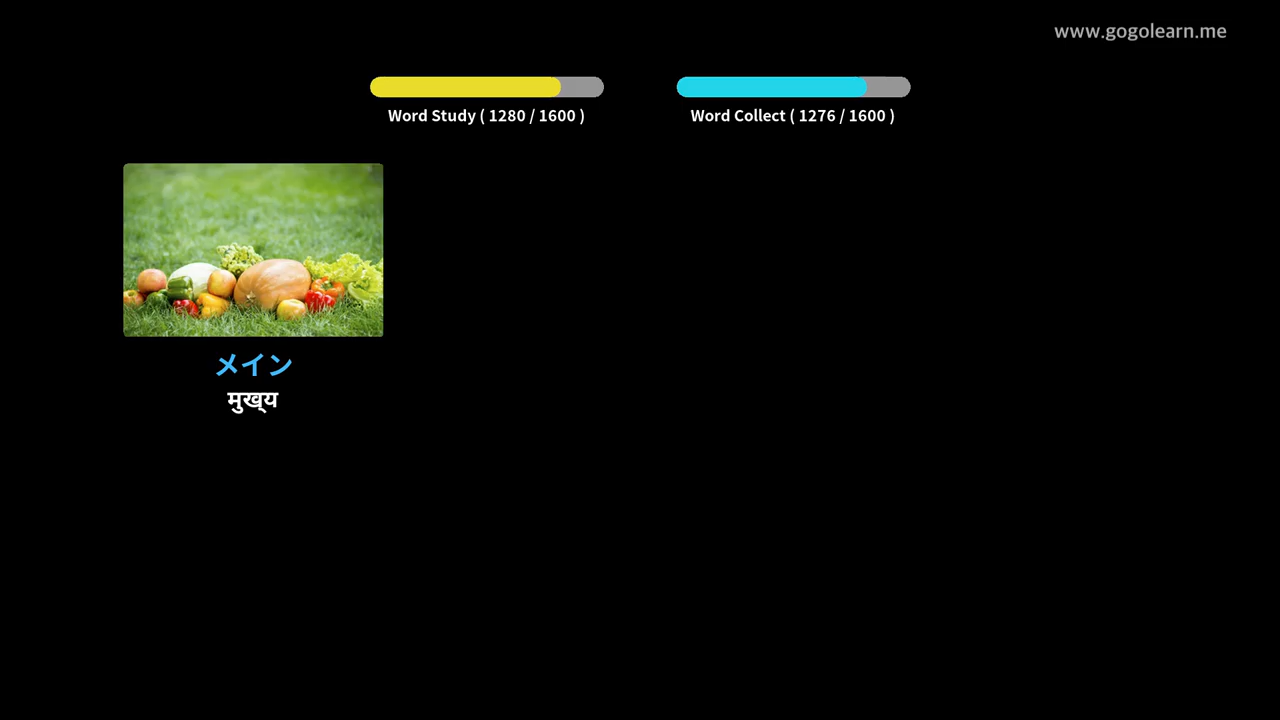 www.gogolearn.me
Word Study ( 1280 / 1600 )
Word Collect ( 1276 / 1600 )
メイン
मुख्य